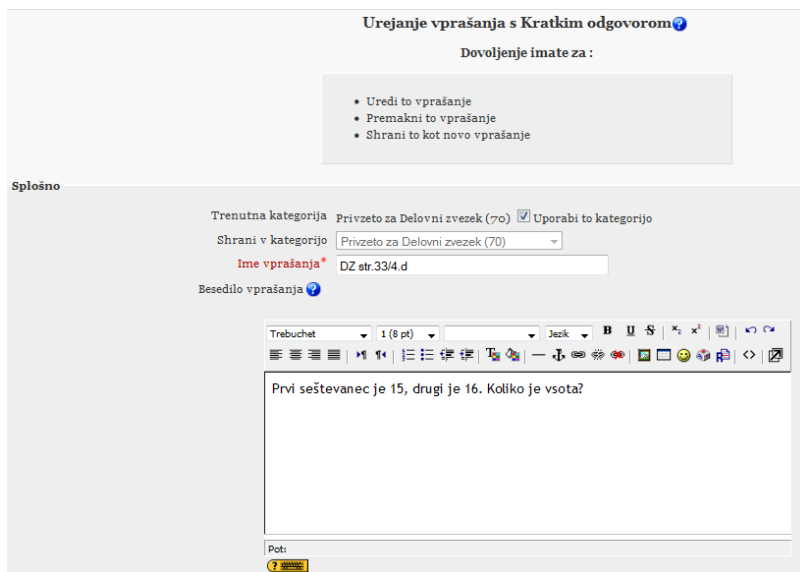 Urejanje vprašanja s Kratkim odgovorom
Dovoljenje imate za :
Uredi to vprašanje
Premakni to vprašanje
Shrani to kot novo vprašanje
Splošno
Trenutna kategorija Privzeto za Delovni zvezek (70) Uporabi to kategorijo
Shrani v kategorijo Privzeto za Delovni zvezek (70)
Ime vprašanja* DZ str.33/4.d
Besedilo vprašanja
Trebuchet 1 (8 pt) Jezik B U S x₂ x²
Prvi seštevanec je 15, drugi je 16. Koliko je vsota?
Pot: